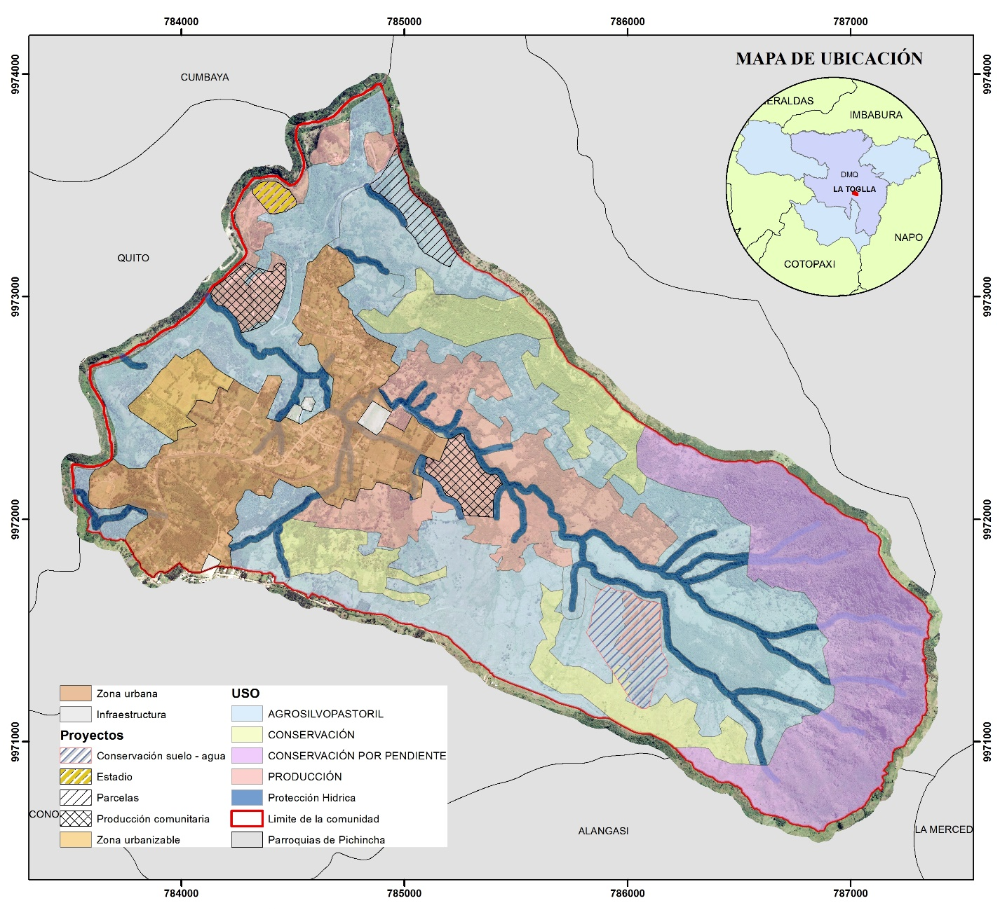 784000
785000
786000
787000
9974000
9974000
MAPA DE UBICACIÓN
CUMBAYA
ERALDAS
IMBABURA
DMQ
LA TOGLLA
NAPO
COTOPAXI
QUITO
9973000
9973000
9972000
9972000
Zona urbana
Infraestructura
Proyectos
Conservación suelo - agua
Estadio
Parcelas
Producción comunitaria
Zona urbanizable
USO
AGROSILVOPASTORIL
CONSERVACIÓN
CONSERVACIÓN POR PENDIENTE
PRODUCCIÓN
Protección Hidrica
Limite de la comunidad
Parroquias de Pichincha
9971000
9971000
CONO
ALANGASI
LA MERCED
784000
785000
786000
787000